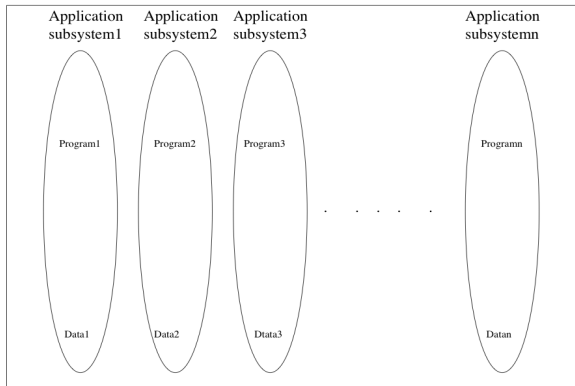 Application Application Application Application
subsystem1 subsystem2 subsystem3 subsystemn
Program1 Program2 Program3 Programn
. . . . .
Data1 Data2 Dtata3 Datan